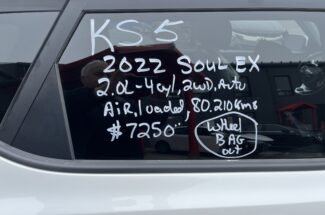 KS5
2022 SOUL EX
2.0L-4cyl, 2WD, Auto
AiR, loaded, 80,210kms
$7250
wheel
BAG
out